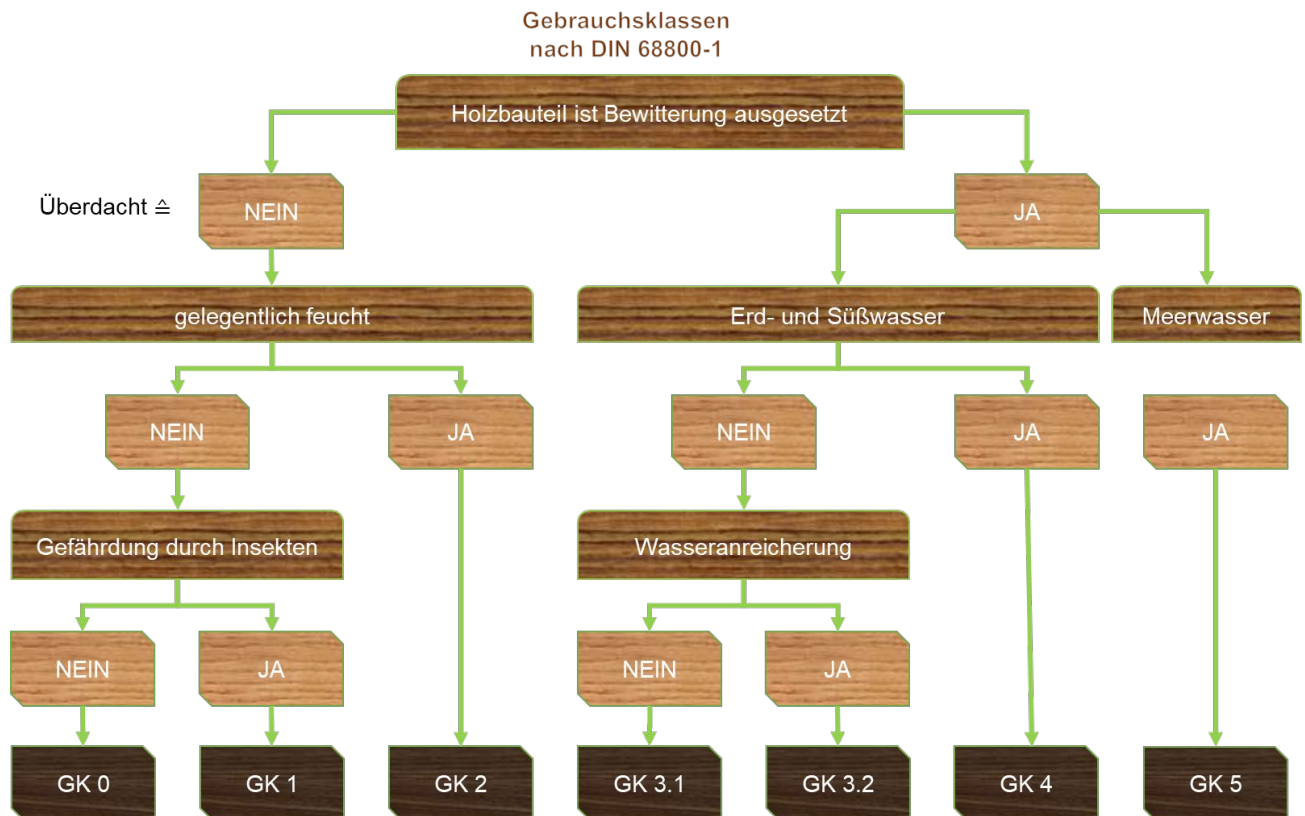 Gebrauchsklassen
nach DIN 68800-1
Holzbauteil ist Bewitterung ausgesetzt
Überdacht ≙
NEIN
JA
gelegentlich feucht
Erd- und Süßwasser
Meerwasser
NEIN
JA
NEIN
JA
JA
Gefährdung durch Insekten
Wasseranreicherung
NEIN
JA
NEIN
JA
GK 0
GK 1
GK 2
GK 3.1
GK 3.2
GK 4
GK 5